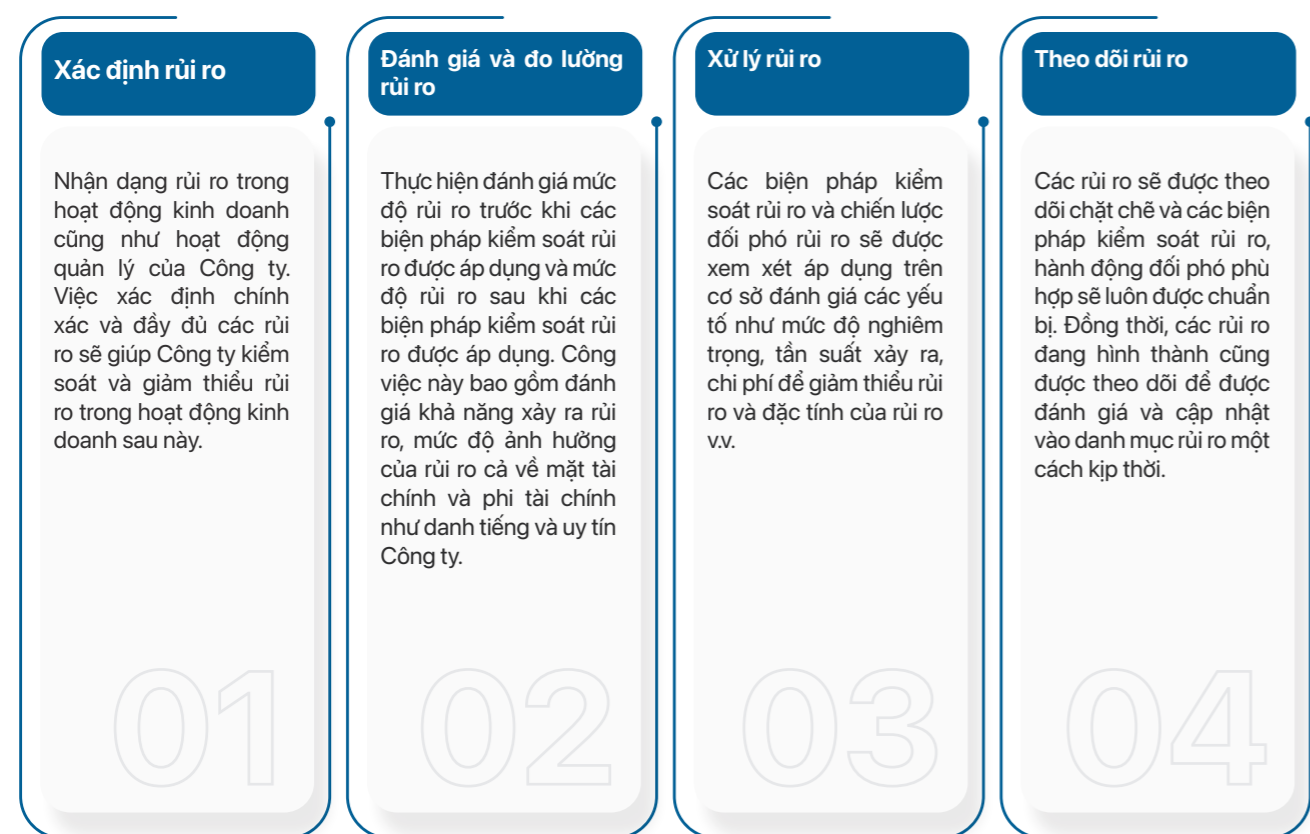 Xác định rủi ro
Nhận dạng rủi ro trong
hoạt động kinh doanh
cũng như hoạt động
quản lý của Công ty.
Việc xác định chính
xác và đầy đủ các rủi
ro sẽ giúp Công ty kiểm
soát và giảm thiểu rủi
ro trong hoạt động kinh
doanh sau này.
01
Đánh giá và đo lường
rủi ro
Thực hiện đánh giá mức
độ rủi ro trước khi các
biện pháp kiểm soát rủi
ro được áp dụng và mức
độ rủi ro sau khi các
biện pháp kiểm soát rủi
ro được áp dụng. Công
việc này bao gồm đánh
giá khả năng xảy ra rủi
ro, mức độ ảnh hưởng
của rủi ro cả về mặt tài
chính và phi tài chính
như danh tiếng và uy tín
Công ty.
02
Xử lý rủi ro
Các biện pháp kiểm
soát rủi ro và chiến lược
đối phó rủi ro sẽ được
xem xét áp dụng trên
cơ sở đánh giá các yếu
tố như mức độ nghiêm
trọng, tần suất xảy ra,
chi phí để giảm thiểu rủi
ro và đặc tính của rủi ro
v.v.
03
Theo dõi rủi ro
Các rủi ro sẽ được theo
dõi chặt chẽ và các biện
pháp kiểm soát rủi ro,
hành động đối phó phù
hợp sẽ luôn được chuẩn
bị. Đồng thời, các rủi ro
đang hình thành cũng
được theo dõi để được
đánh giá và cập nhật
vào danh mục rủi ro một
cách kịp thời.
04